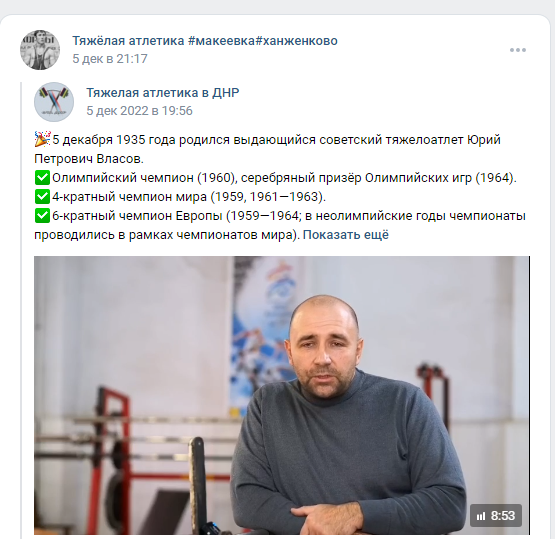 Тяжёлая атлетика #макеевка#ханженково
5 дек в 21:17
Тяжелая атлетика в ДНР
5 дек 2022 в 19:56
🎉5 декабря 1935 года родился выдающийся советский тяжелоатлет Юрий
Петрович Власов.
✅Олимпийский чемпион (1960), серебряный призёр Олимпийских игр (1964).
✅4-кратный чемпион мира (1959, 1961—1963).
✅6-кратный чемпион Европы (1959—1964; в неолимпийские годы чемпионаты
проводились в рамках чемпионатов мира). Показать ещё
8:53